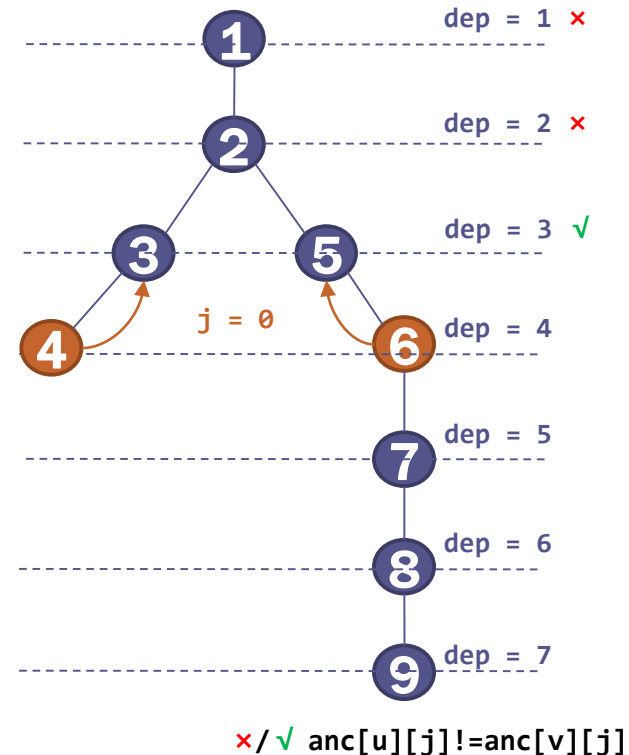 1
dep = 1 ×
2
dep = 2 ×
3
5
dep = 3 √
j = 0
4
6
dep = 4
7
dep = 5
8
dep = 6
9
dep = 7
×/√ anc[u][j]!=anc[v][j]